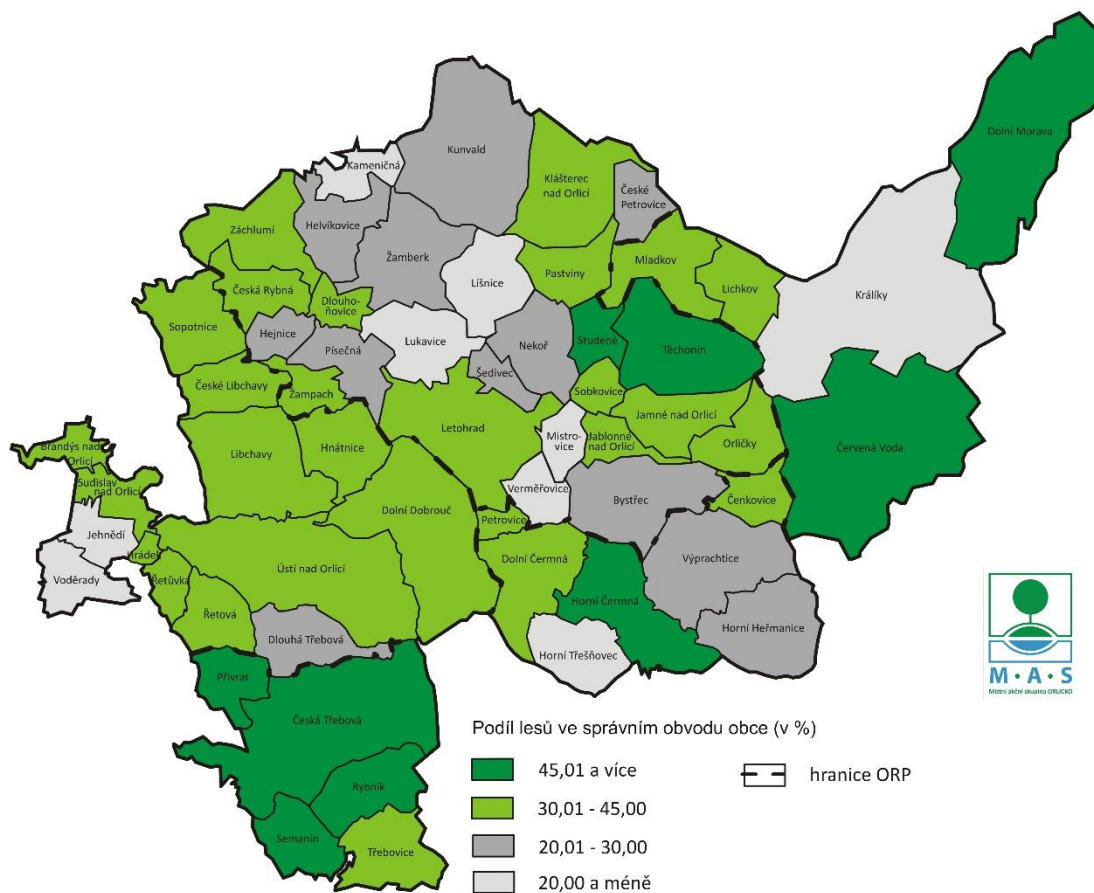 Dolní Morava
Kunvald
Kameničná
Klášterec
nad Orlicí
České
Petrovice
Helvíkovice
Záchlumí
Žamberk
Mladkov
Pastviny
Líšnice
Lichkov
Králíky
Česká Rybná
Dlouho-
ňovice
Sopotnice
Hejnice
Písečná
Lukavice
Nekoř
Studené
Těchonín
Šedivec
České Libchavy
Žampach
Sobkovice
Jamné nad Orlicí
Letohrad
Mistro-
vice
Jablonné
nad Orlicí
Orličky
Červená Voda
Brandýs nad
Orlicí
Libchavy
Hnátnice
Sudislav
nad Orlicí
Verměřovice
Bystřec
Čenkovice
Dolní Dobrouč
Petrovice
Jehnědí
Hrádek
Dolní Čermná
Výprachtice
Ústí nad Orlicí
Voděrady
Řetůvka
Řetová
Horní Čermná
Horní Heřmanice
Dlouhá Třebová
Horní Třešňovec
Přívrat
Česká Třebová
Rybník
Semanín
Třebovice
M·A·S
Místní akční skupina ORLICKO
Podíl lesů ve správním obvodu obce (v %)
45,01 a více
hranice ORP
30,01 - 45,00
20,01 - 30,00
20,00 a méně